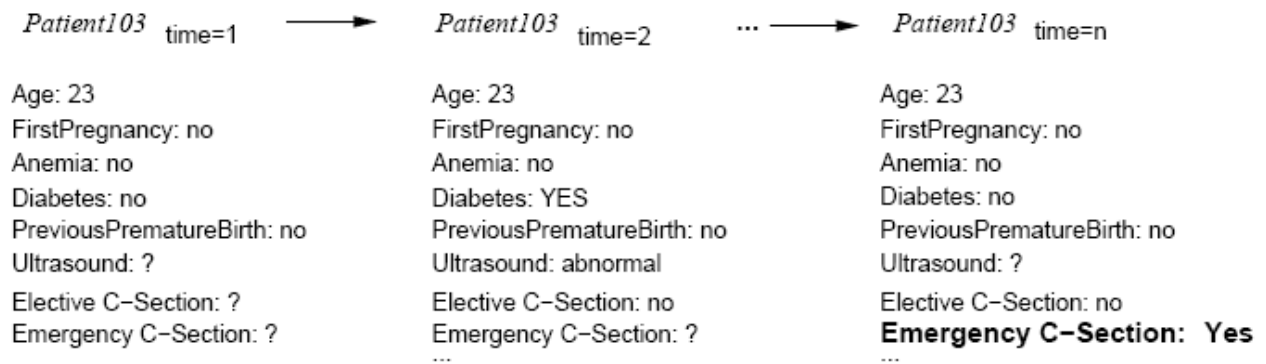 Patient103 time=1
Patient103 time=2
...
Patient103 time=n
Age: 23
FirstPregnancy: no
Anemia: no
Diabetes: no
PreviousPrematureBirth: no
Ultrasound: ?
Elective C−Section: ?
Emergency C−Section: ?
Age: 23
FirstPregnancy: no
Anemia: no
Diabetes: YES
PreviousPrematureBirth: no
Ultrasound: abnormal
Elective C−Section: no
Emergency C−Section: ?
...
Age: 23
FirstPregnancy: no
Anemia: no
Diabetes: no
PreviousPrematureBirth: no
Ultrasound: ?
Elective C−Section: no
Emergency C−Section: Yes
...